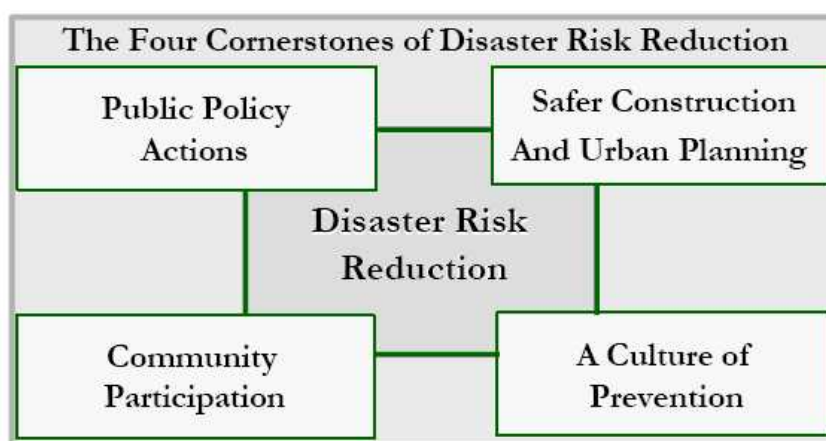 The Four Cornerstones of Disaster Risk Reduction
Public Policy
Actions
Safer Construction
And Urban Planning
Disaster Risk
Reduction
Community
Participation
A Culture of
Prevention